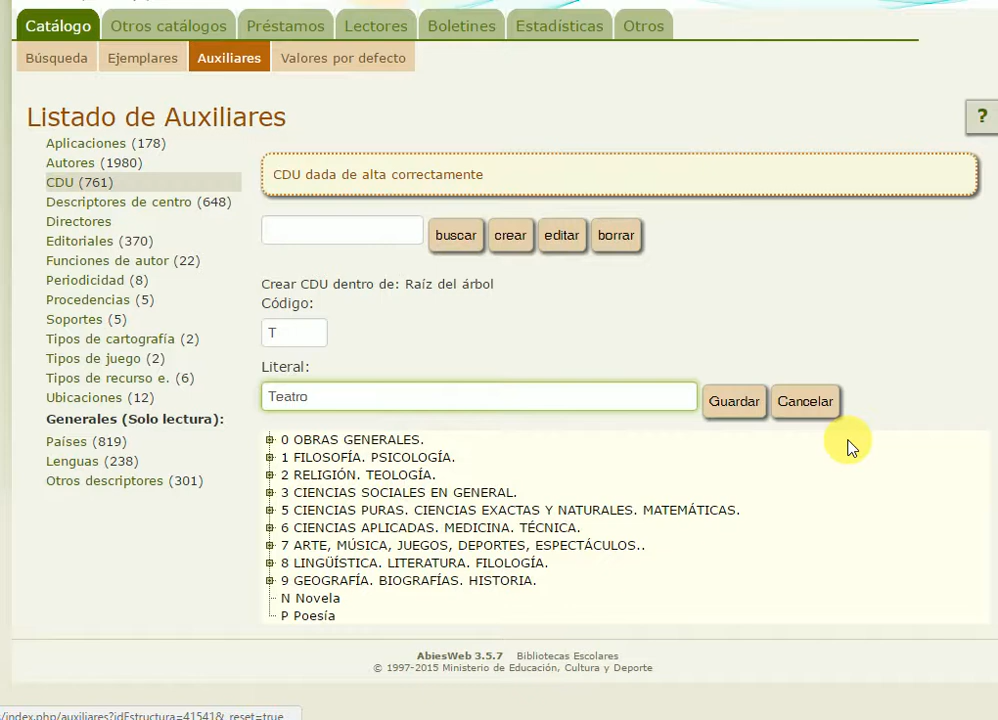 Catálogo Otros catálogos Préstamos Lectores Boletines Estadísticas Otros
Búsqueda Ejemplares Auxiliares Valores por defecto
Listado de Auxiliares
?
Aplicaciones (178)
Autores (1980)
CDU (761)
Descriptores de centro (648)
Directores
Editoriales (370)
Funciones de autor (22)
Periodicidad (8)
Procedencias (5)
Soportes (5)
Tipos de cartografía (2)
Tipos de juego (2)
Tipos de recurso e. (6)
Ubicaciones (12)
Generales (Solo lectura):
Países (819)
Lenguas (238)
Otros descriptores (301)
CDU dada de alta correctamente
buscar crear editar borrar
Crear CDU dentro de: Raíz del árbol
Código:
T
Literal:
Teatro
Guardar Cancelar
0 OBRAS GENERALES.
1 FILOSOFÍA. PSICOLOGÍA.
2 RELIGIÓN. TEOLOGÍA.
3 CIENCIAS SOCIALES EN GENERAL.
5 CIENCIAS PURAS. CIENCIAS EXACTAS Y NATURALES. MATEMÁTICAS.
6 CIENCIAS APLICADAS. MEDICINA. TÉCNICA.
7 ARTE, MÚSICA, JUEGOS, DEPORTES, ESPECTÁCULOS..
8 LINGÜÍSTICA. LITERATURA. FILOLOGÍA.
9 GEOGRAFÍA. BIOGRAFÍAS. HISTORIA.
N Novela
P Poesía
AbiesWeb 3.5.7 Bibliotecas Escolares
© 1997-2015 Ministerio de Educación, Cultura y Deporte
s/index.php/auxiliares?idEstructura=41541&_reset=true